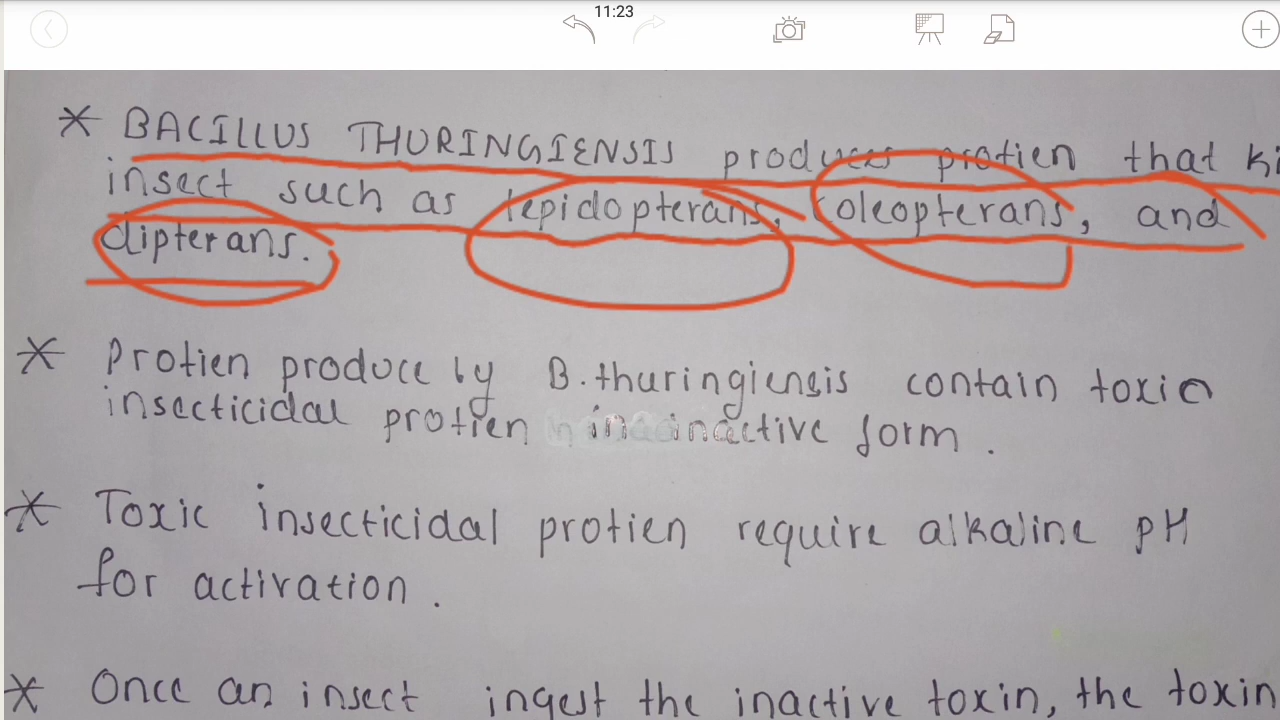 11:23
* BACILLUS THURINGIENSIS produces protien that ki
insect such as lepidopterans, coleopterans, and
dipterans.
* Protien produce by B.thuringiensis contain toxic
insecticidal protien in inactive form.
* Toxic insecticidal protien require alkaline pH
for activation.
* Once an insect ingest the inactive toxin, the toxin